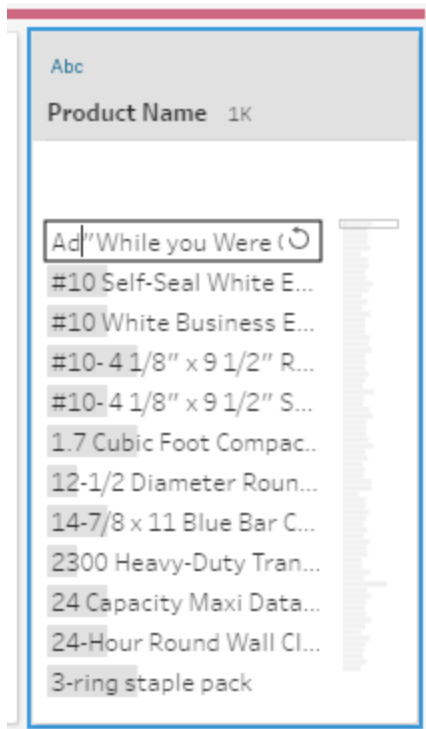 Abc
Product Name 1K
Ad"While you Were (
#10 Self-Seal White E...
#10 White Business E...
#10- 4 1/8" x 9 1/2" R...
#10- 4 1/8" x 9 1/2" S...
1.7 Cubic Foot Compac...
12-1/2 Diameter Roun...
14-7/8 x 11 Blue Bar C...
2300 Heavy-Duty Tran...
24 Capacity Maxi Data...
24-Hour Round Wall Cl...
3-ring staple pack